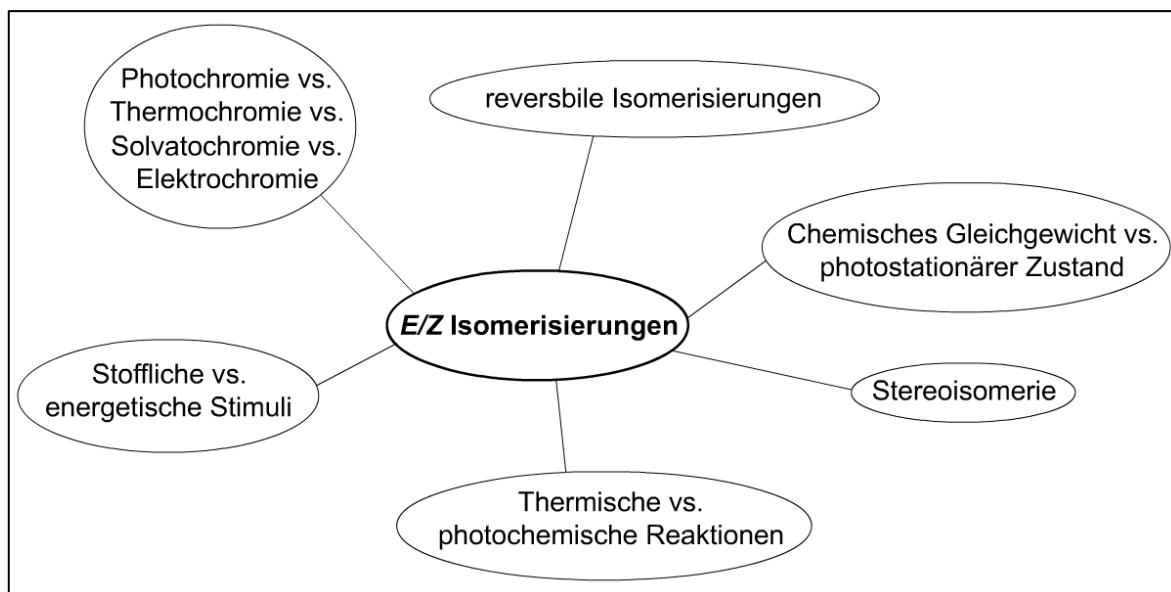 Photochromie vs.
Thermochromie vs.
Solvatochromie vs.
Elektrochromie
reversbile Isomerisierungen
Chemisches Gleichgewicht vs.
photostationärer Zustand
E/Z Isomerisierungen
Stoffliche vs.
energetische Stimuli
Stereoisomerie
Thermische vs.
photochemische Reaktionen